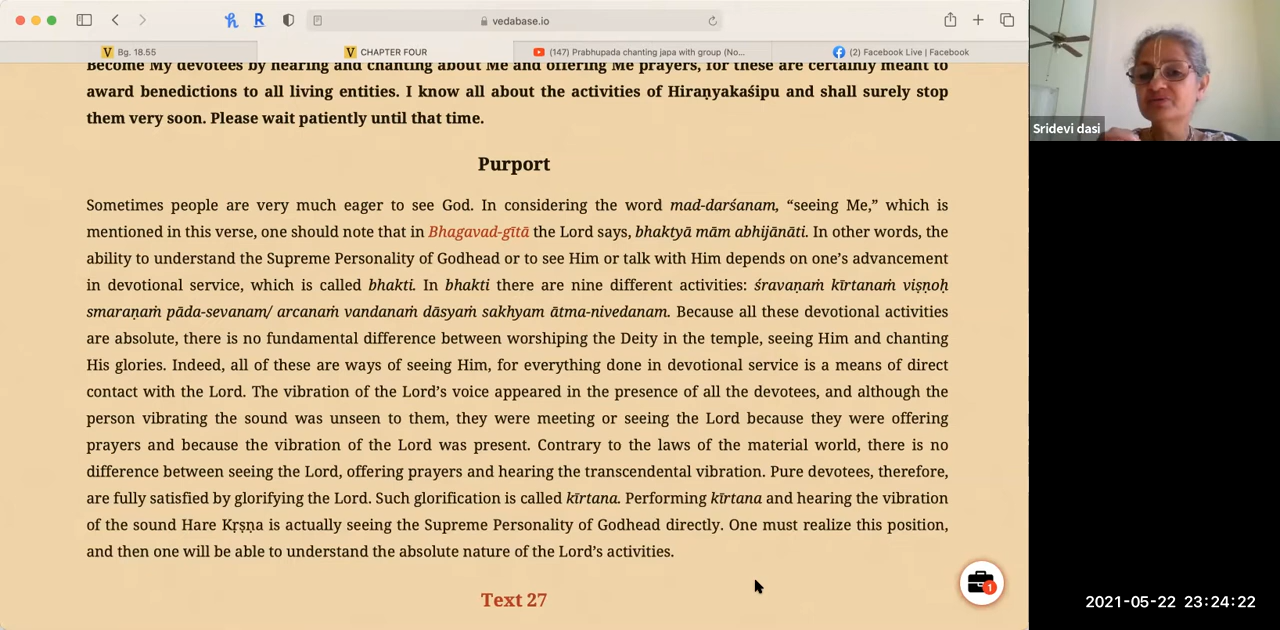 vedabase.io
Bg. 18.55
CHAPTER FOUR
(147) Prabhupada chanting japa with group (No...
(2) Facebook Live | Facebook
Become My devotees by hearing and chanting about Me and offering Me prayers, for these are certainly meant to
award benedictions to all living entities. I know all about the activities of Hiraṇyakaśipu and shall surely stop
them very soon. Please wait patiently until that time.
Purport
Sometimes people are very much eager to see God. In considering the word mad-darśanam, “seeing Me,” which is
mentioned in this verse, one should note that in Bhagavad-gītā the Lord says, bhaktyā mām abhijānāti. In other words, the
ability to understand the Supreme Personality of Godhead or to see Him or talk with Him depends on one’s advancement
in devotional service, which is called bhakti. In bhakti there are nine different activities: śravaṇaṁ kīrtanaṁ viṣṇoḥ
smaraṇaṁ pāda-sevanam/ arcanaṁ vandanaṁ dāsyaṁ sakhyam ātma-nivedanam. Because all these devotional activities
are absolute, there is no fundamental difference between worshiping the Deity in the temple, seeing Him and chanting
His glories. Indeed, all of these are ways of seeing Him, for everything done in devotional service is a means of direct
contact with the Lord. The vibration of the Lord’s voice appeared in the presence of all the devotees, and although the
person vibrating the sound was unseen to them, they were meeting or seeing the Lord because they were offering
prayers and because the vibration of the Lord was present. Contrary to the laws of the material world, there is no
difference between seeing the Lord, offering prayers and hearing the transcendental vibration. Pure devotees, therefore,
are fully satisfied by glorifying the Lord. Such glorification is called kīrtana. Performing kīrtana and hearing the vibration
of the sound Hare Kṛṣṇa is actually seeing the Supreme Personality of Godhead directly. One must realize this position,
and then one will be able to understand the absolute nature of the Lord’s activities.
Text 27
1
Sridevi dasi
2021-05-22 23:24:22